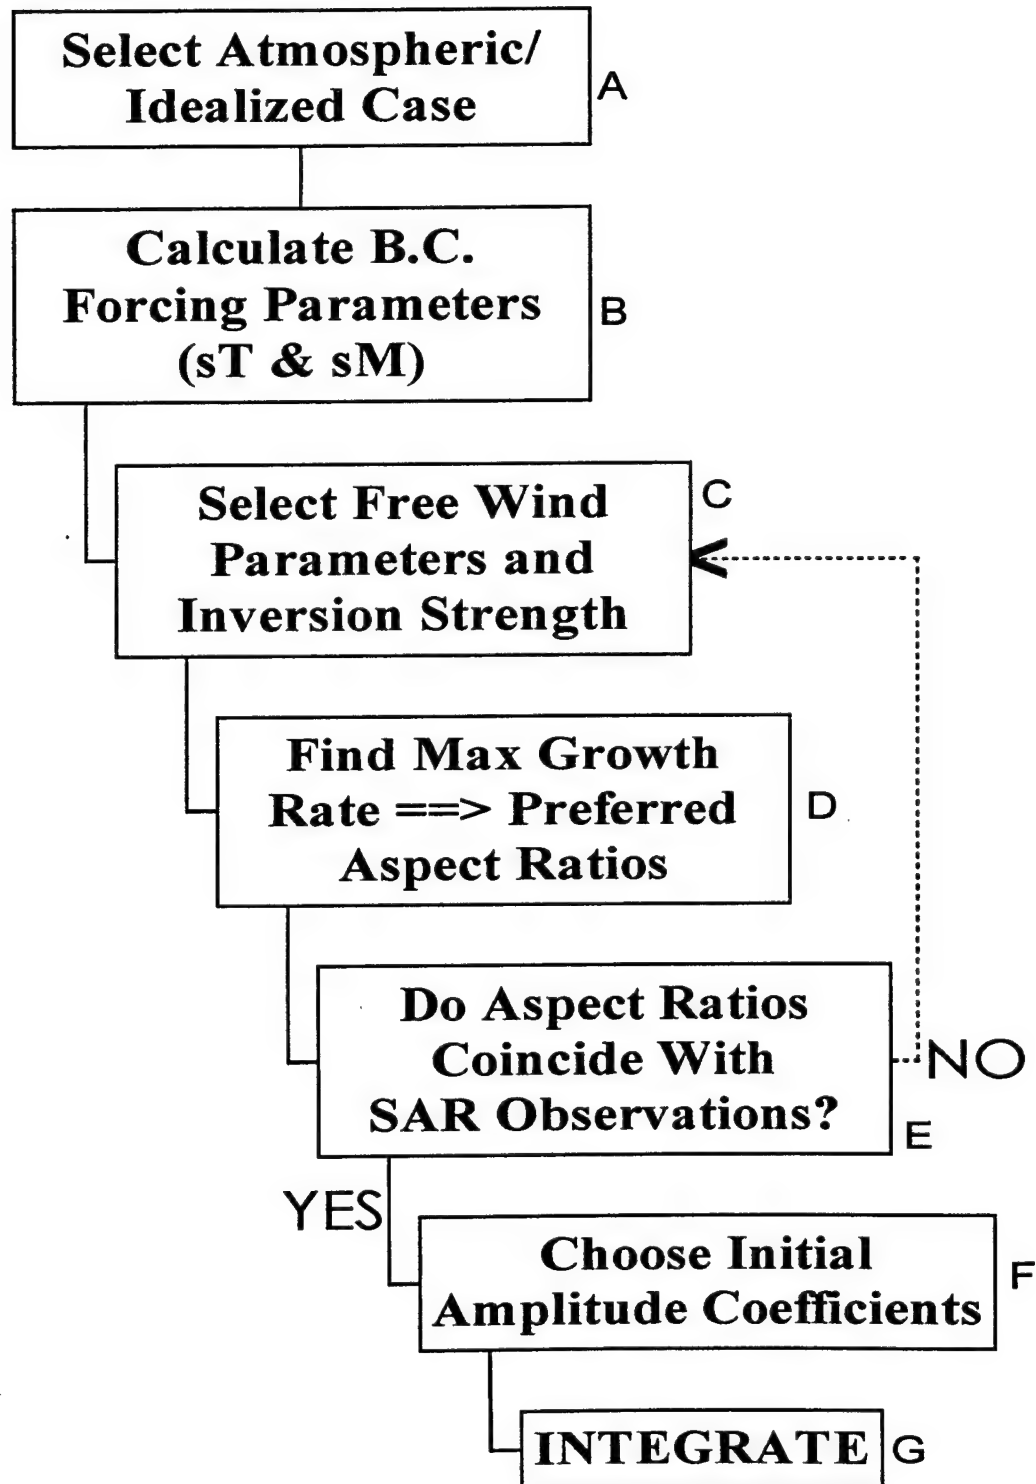 Select Atmospheric/
Idealized Case
A
Calculate B.C.
Forcing Parameters
(sT & sM)
B
Select Free Wind
Parameters and
Inversion Strength
C
Find Max Growth
Rate ==> Preferred
Aspect Ratios
D
Do Aspect Ratios
Coincide With
SAR Observations?
E
NO
YES
Choose Initial
Amplitude Coefficients
F
INTEGRATE
G